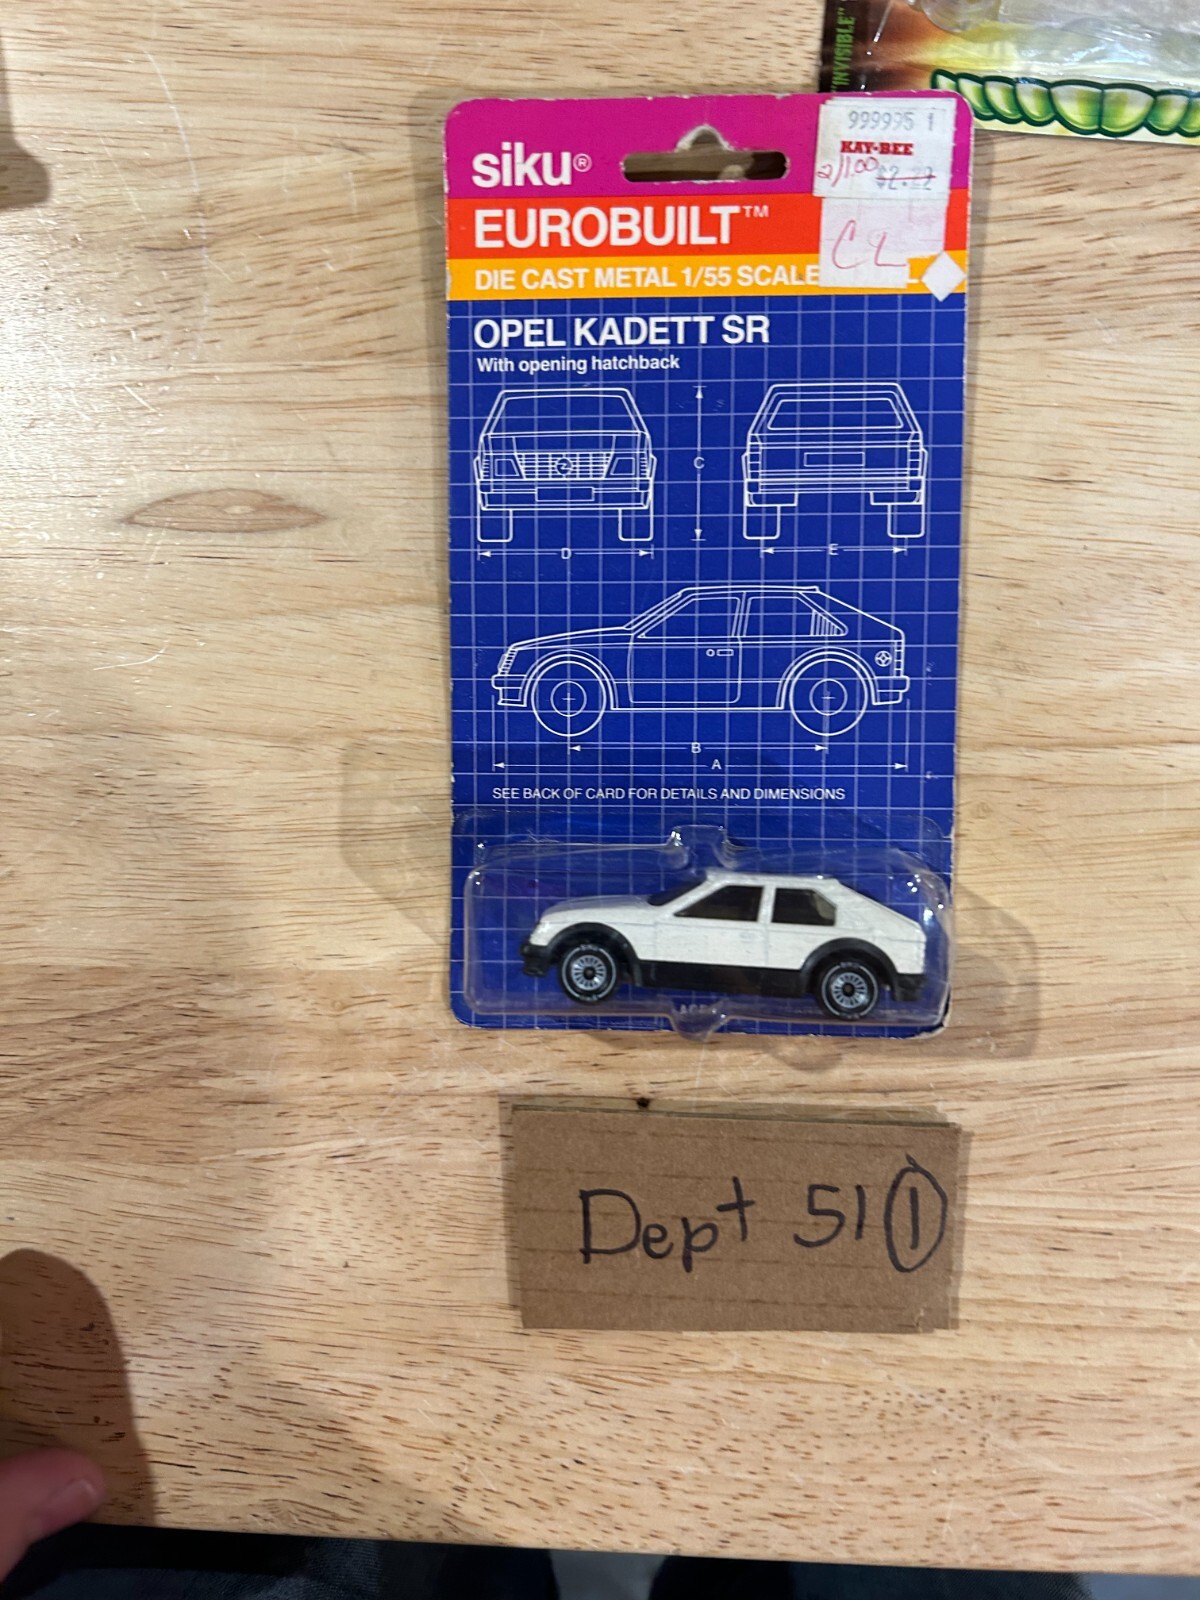 "INVISIBLE"
999995 1
KAY-BEE
2/1.00 $2.22
CL
siku®
EUROBUILT™
DIE CAST METAL 1/55 SCALE
OPEL KADETT SR
With opening hatchback
C
D
E
B
A
SEE BACK OF CARD FOR DETAILS AND DIMENSIONS
Dept 51 1